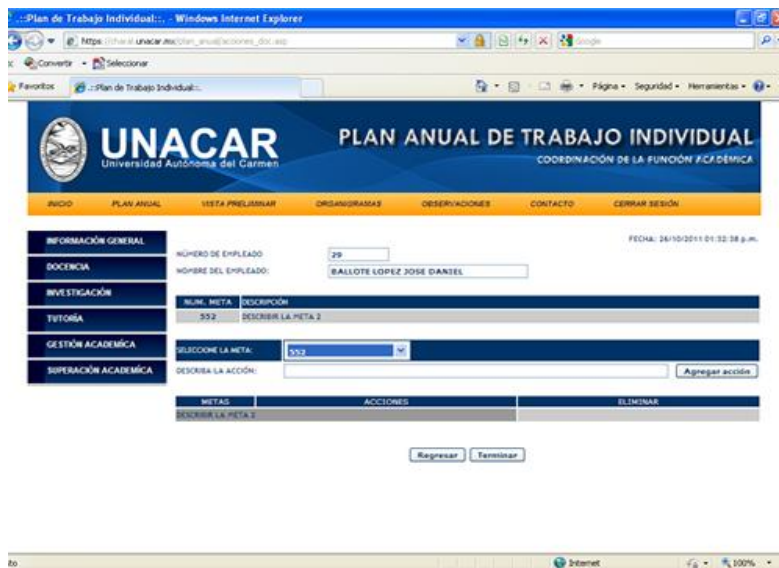 .::Plan de Trabajo Individual::. - Windows Internet Explorer
Google
Convertir Seleccionar
Favoritos .::Plan de Trabajo Individual::. Página Seguridad Herramientas
UNACAR
Universidad Autónoma del Carmen
PLAN ANUAL DE TRABAJO INDIVIDUAL
COORDINACIÓN DE LA FUNCIÓN ACADÉMICA
INICIO PLAN ANUAL VISTA PRELIMINAR ORGANIGRAMAS OBSERVACIONES CONTACTO CERRAR SESIÓN
INFORMACIÓN GENERAL
DOCENCIA
INVESTIGACIÓN
TUTORÍA
GESTIÓN ACADEMÍCA
SUPERACIÓN ACADEMÍCA
FECHA: 26/10/2011 01:32:38 p.m.
NÚMERO DE EMPLEADO 29
NOMBRE DEL EMPLEADO: BALLOTE LOPEZ JOSE DANIEL
NUM. META DESCRIPCIÓN
552 DESCRIBIR LA META 2
SELECCIONE LA META: 552
DESCRIBA LA ACCIÓN: Agregar acción
METAS ACCIONES ELIMINAR
DESCRIBIR LA META 2
Regresar Terminar
Internet 100%